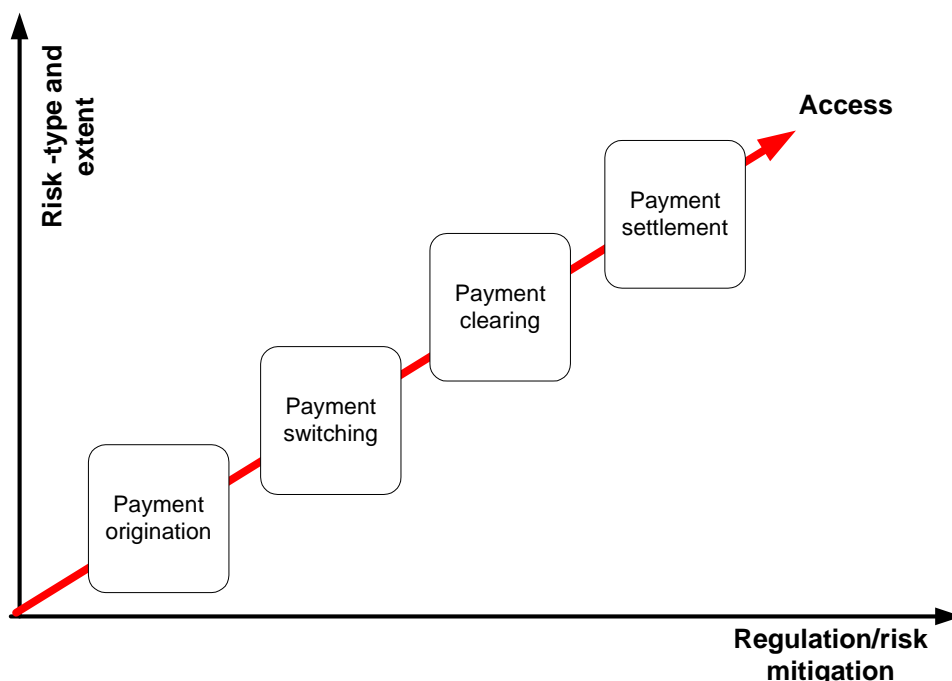 Risk -type and
extent
Access
Payment
settlement
Payment
clearing
Payment
switching
Payment
origination
Regulation/risk
mitigation